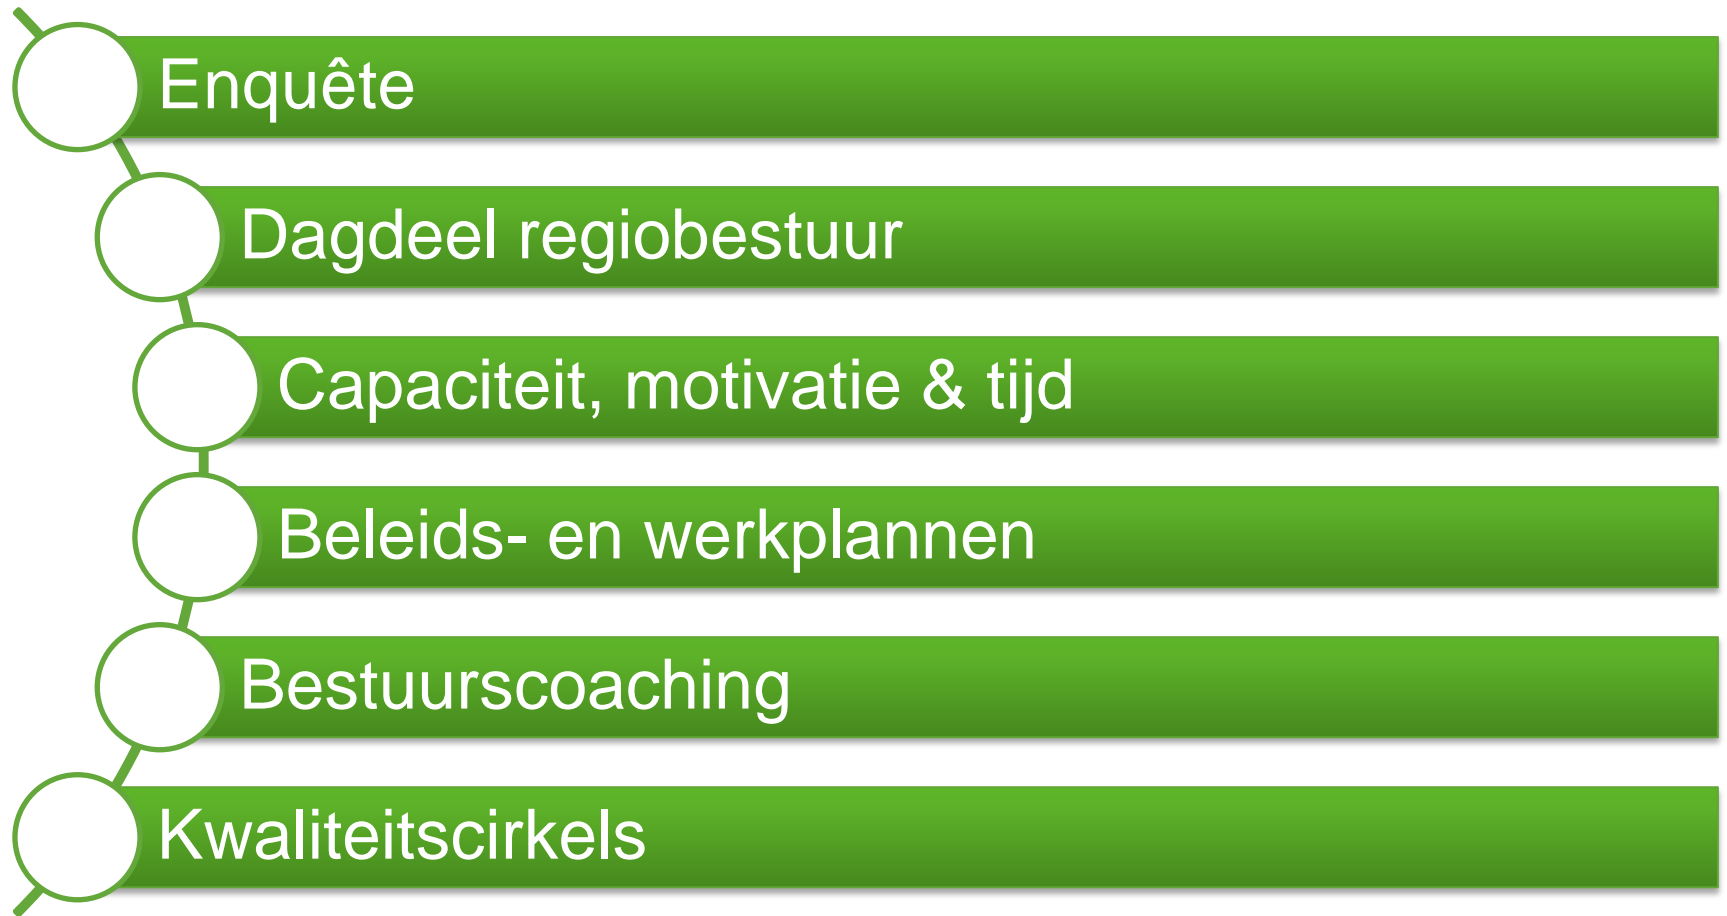 Enquête
Dagdeel regiobestuur
Capaciteit, motivatie & tijd
Beleids- en werkplannen
Bestuurscoaching
Kwaliteitscirkels